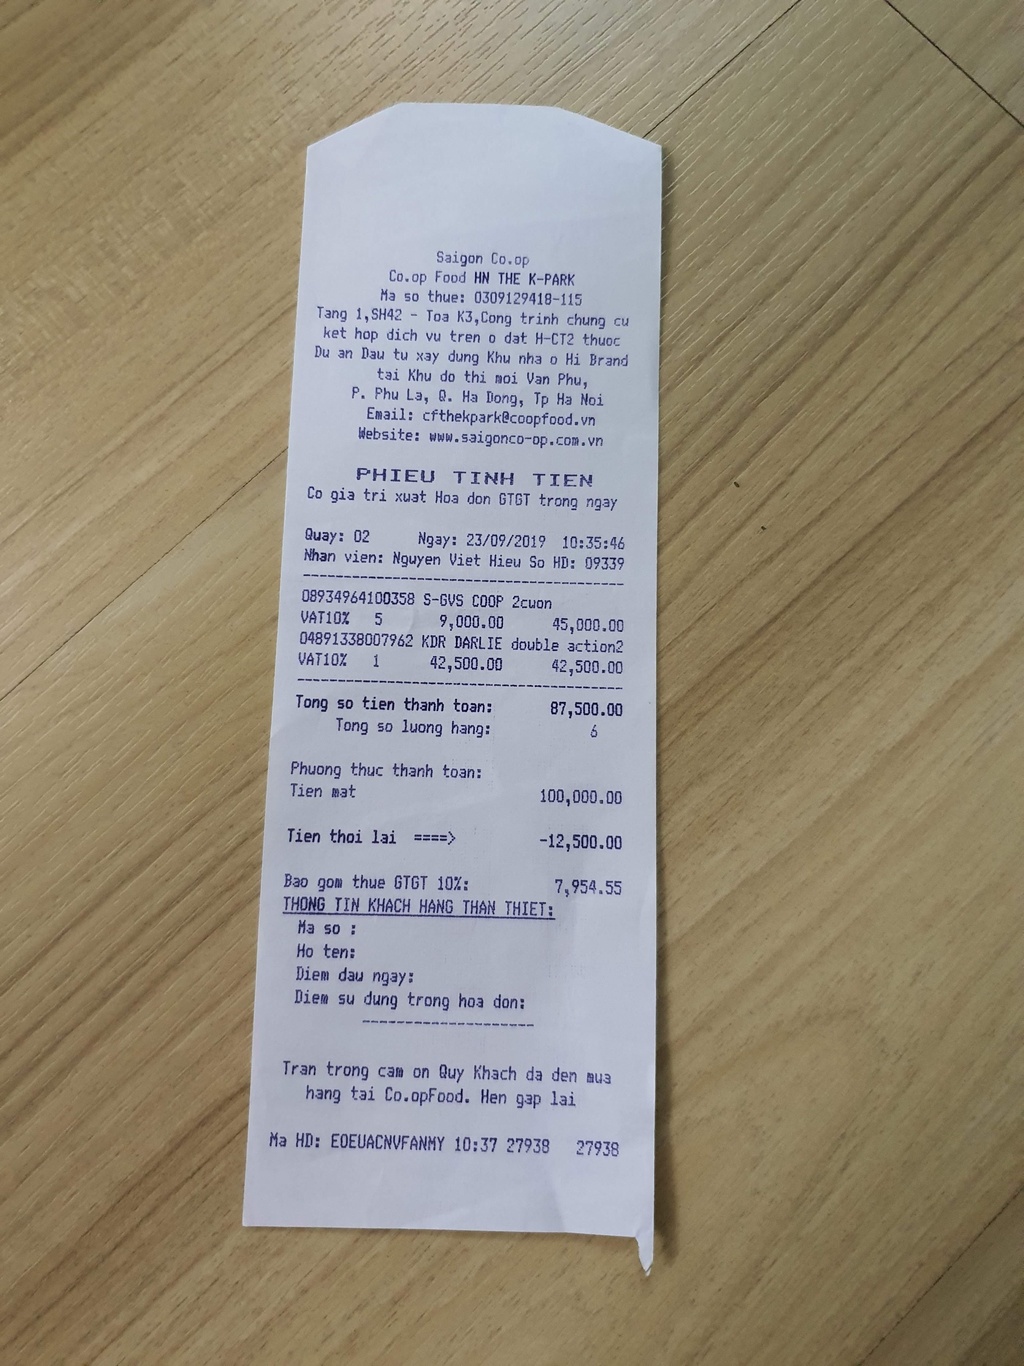 Saigon Co.op
Co.op Food HN THE K-PARK
Ma so thue: 0309129418-115
Tang 1,SH42 - Toa K3,Cong trinh chung cu
ket hop dich vu tren o dat H-CT2 thuoc
Du an Dau tu xay dung Khu nha o Hi Brand
tai Khu do thi moi Van Phu,
P. Phu La, Q. Ha Dong, Tp Ha Noi
Email: cfthekpark@coopfood.vn
Website: www.saigonco-op.com.vn
PHIEU TINH TIEN
Co gia tri xuat Hoa don GTGT trong ngay
Quay: 02 Ngay: 23/09/2019 10:35:46
Nhan vien: Nguyen Viet Hieu So HD: 09339
----------------------------------------
08934964100358 S-GVS COOP 2cuon
VAT10% 5 9,000.00 45,000.00
04891338007962 KDR DARLIE double action2
VAT10% 1 42,500.00 42,500.00
----------------------------------------
Tong so tien thanh toan: 87,500.00
Tong so luong hang: 6
Phuong thuc thanh toan:
Tien mat 100,000.00
Tien thoi lai ====> -12,500.00
Bao gom thue GTGT 10%: 7,954.55
THONG TIN KHACH HANG THAN THIET:
Ma so :
Ho ten:
Diem dau ngay:
Diem su dung trong hoa don:
--------------------
Tran trong cam on Quy Khach da den mua
hang tai Co.opFood. Hen gap lai
Ma HD: EOEUACNVFANMY 10:37 27938 27938